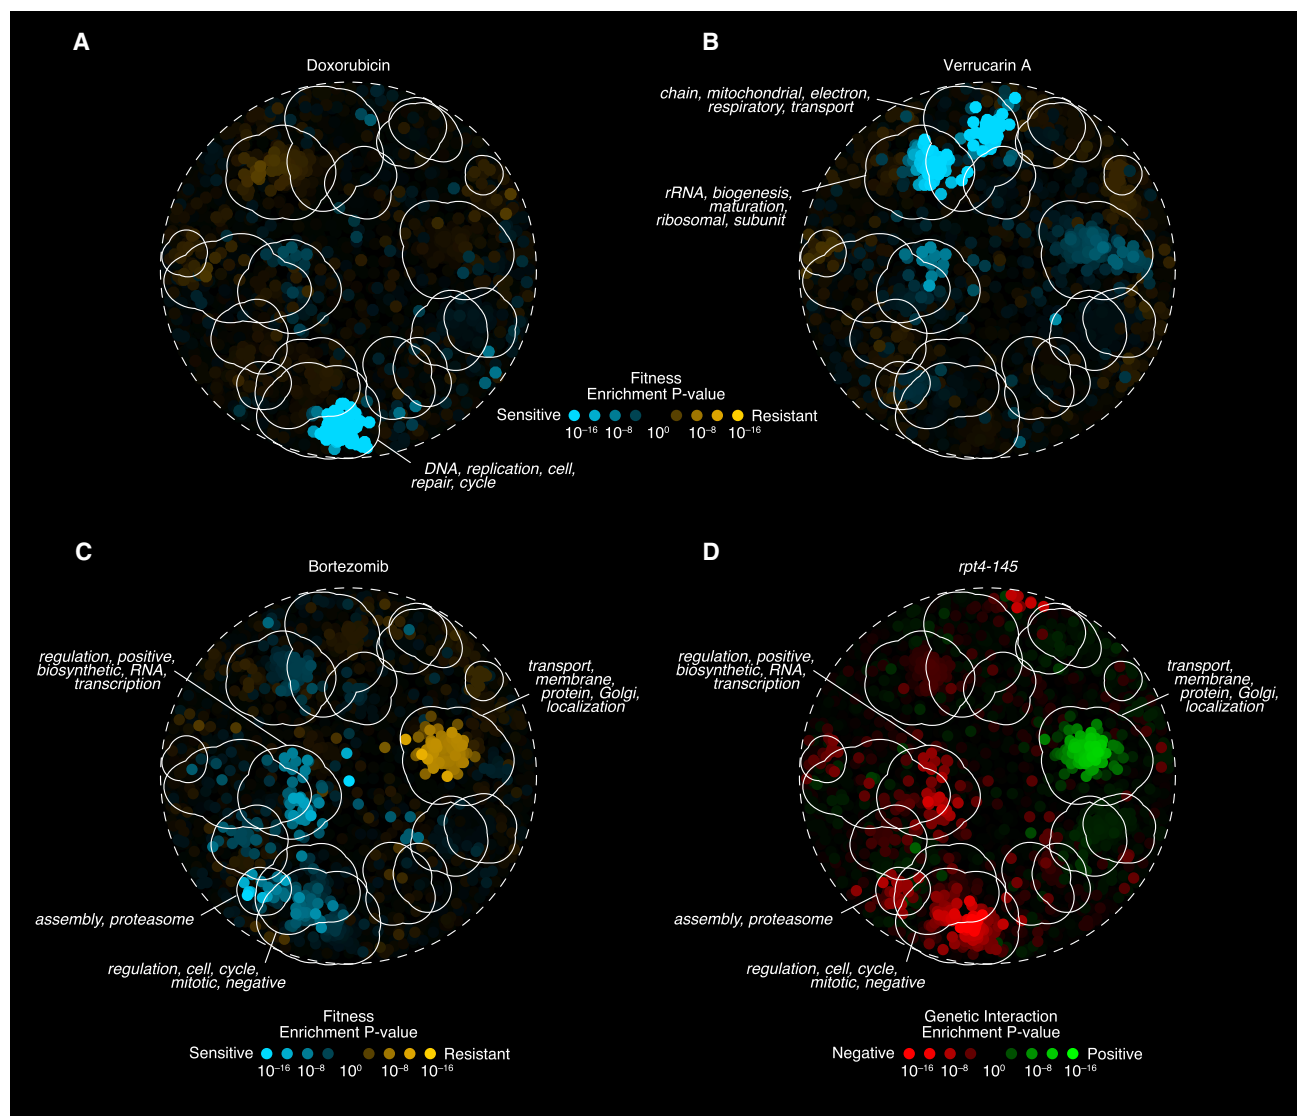 A
B
Doxorubicin
Verrucarin A
chain, mitochondrial, electron,
respiratory, transport
rRNA, biogenesis,
maturation,
ribosomal, subunit
Fitness
Enrichment P-value
Sensitive
Resistant
10⁻¹⁶ 10⁻⁸ 10⁰ 10⁻⁸ 10⁻¹⁶
DNA, replication, cell,
repair, cycle
C
D
Bortezomib
rpt4-145
regulation, positive,
biosynthetic, RNA,
transcription
transport,
membrane,
protein, Golgi,
localization
regulation, positive,
biosynthetic, RNA,
transcription
transport,
membrane,
protein, Golgi,
localization
assembly, proteasome
assembly, proteasome
regulation, cell, cycle,
mitotic, negative
regulation, cell, cycle,
mitotic, negative
Fitness
Enrichment P-value
Sensitive
Resistant
10⁻¹⁶ 10⁻⁸ 10⁰ 10⁻⁸ 10⁻¹⁶
Genetic Interaction
Enrichment P-value
Negative
Positive
10⁻¹⁶ 10⁻⁸ 10⁰ 10⁻⁸ 10⁻¹⁶